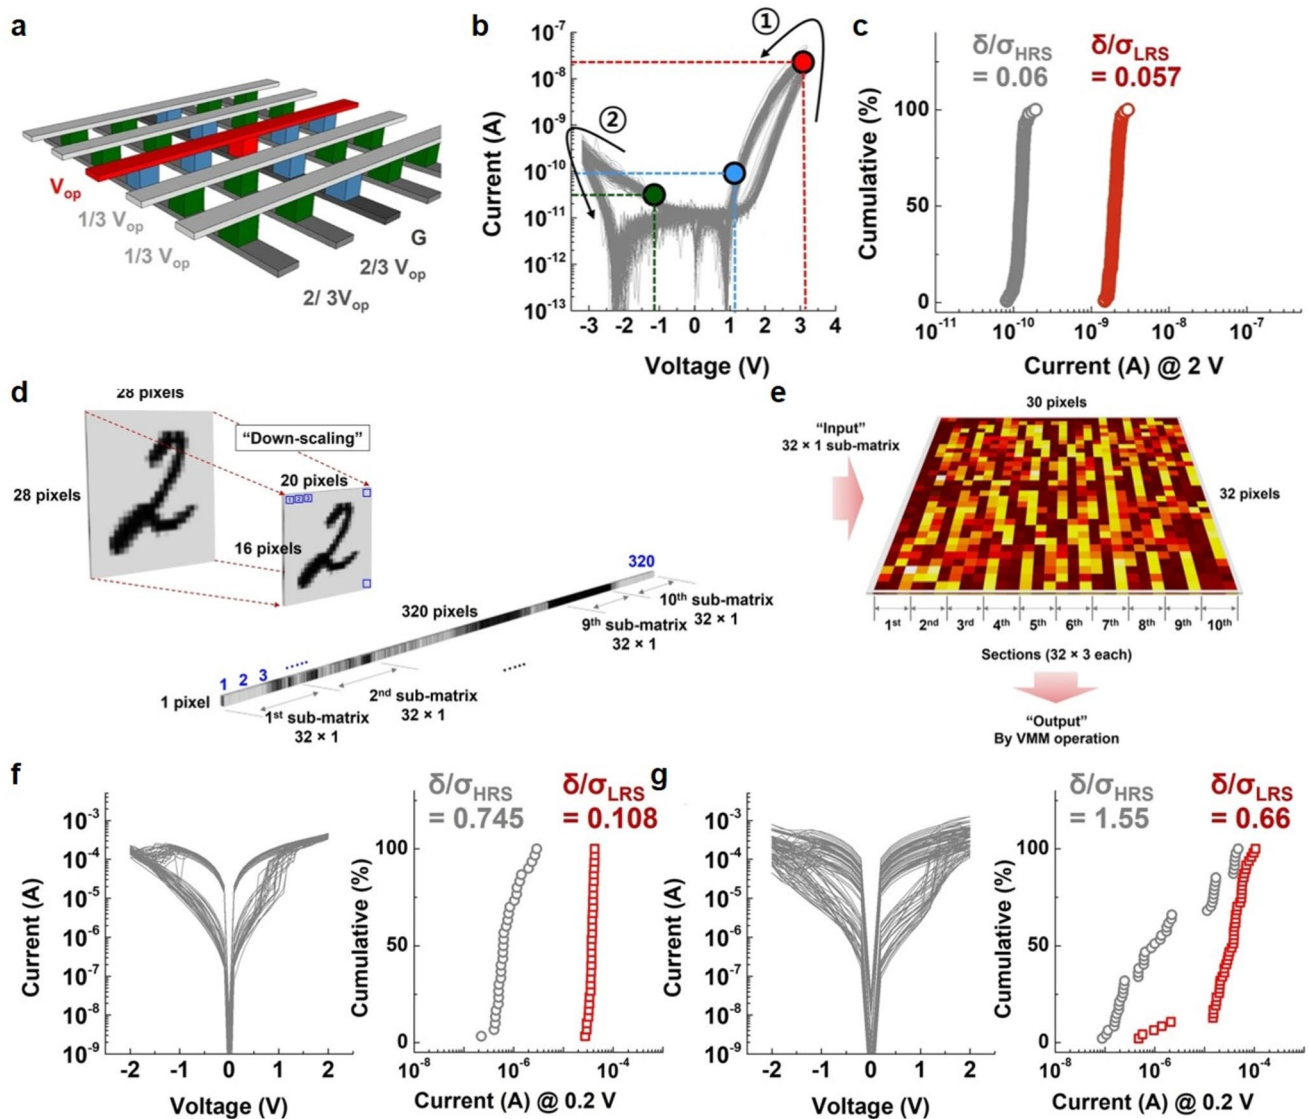 a
V_op
1/3 V_op
1/3 V_op
G
2/3 V_op
2/ 3V_op
b
①
②
Current (A)
10^-7
10^-8
10^-9
10^-10
10^-11
10^-12
10^-13
-3 -2 -1 0 1 2 3 4
Voltage (V)
c
δ/σ_HRS
= 0.06
δ/σ_LRS
= 0.057
Cumulative (%)
100
50
0
10^-11 10^-10 10^-9 10^-8 10^-7
Current (A) @ 2 V
d
28 pixels
"Down-scaling"
28 pixels
20 pixels
1 2 3
16 pixels
320
320 pixels
10th sub-matrix
32 × 1
9th sub-matrix
32 × 1
.....
.....
1 2 3
1 pixel
2nd sub-matrix
32 × 1
1st sub-matrix
32 × 1
e
30 pixels
"Input"
32 × 1 sub-matrix
32 pixels
1st 2nd 3rd 4th 5th 6th 7th 8th 9th 10th
Sections (32 × 3 each)
"Output"
By VMM operation
f
Current (A)
10^-3
10^-4
10^-5
10^-6
10^-7
10^-8
10^-9
-2 -1 0 1 2
Voltage (V)
δ/σ_HRS
= 0.745
δ/σ_LRS
= 0.108
Cumulative (%)
100
50
0
10^-8 10^-6 10^-4
Current (A) @ 0.2 V
g
Current (A)
10^-3
10^-4
10^-5
10^-6
10^-7
10^-8
10^-9
-2 -1 0 1 2
Voltage (V)
δ/σ_HRS
= 1.55
δ/σ_LRS
= 0.66
Cumulative (%)
100
50
0
10^-8 10^-6 10^-4
Current (A) @ 0.2 V